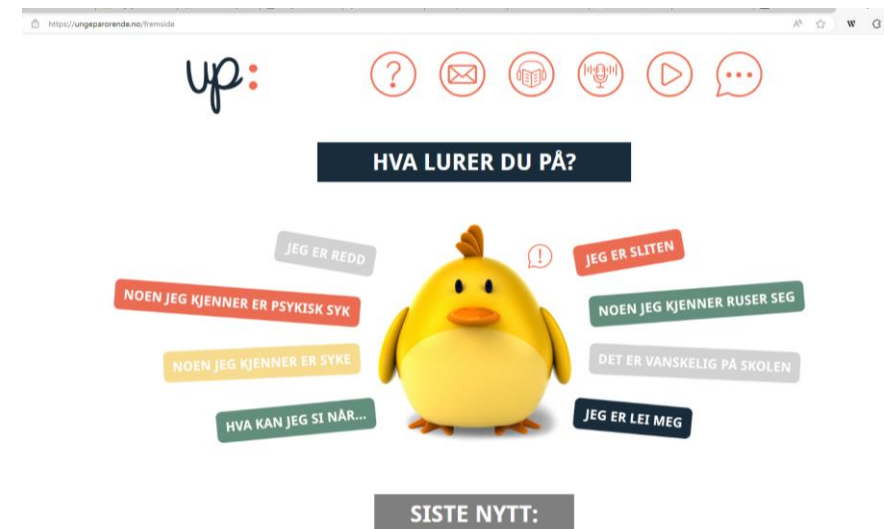 https://ungeparorende.no/fremside
up:
HVA LURER DU PÅ?
JEG ER REDD
NOEN JEG KJENNER ER PSYKISK SYK
NOEN JEG KJENNER ER SYKE
HVA KAN JEG SI NÅR...
JEG ER SLITEN
NOEN JEG KJENNER RUSER SEG
DET ER VANSKELIG PÅ SKOLEN
JEG ER LEI MEG
SISTE NYTT: